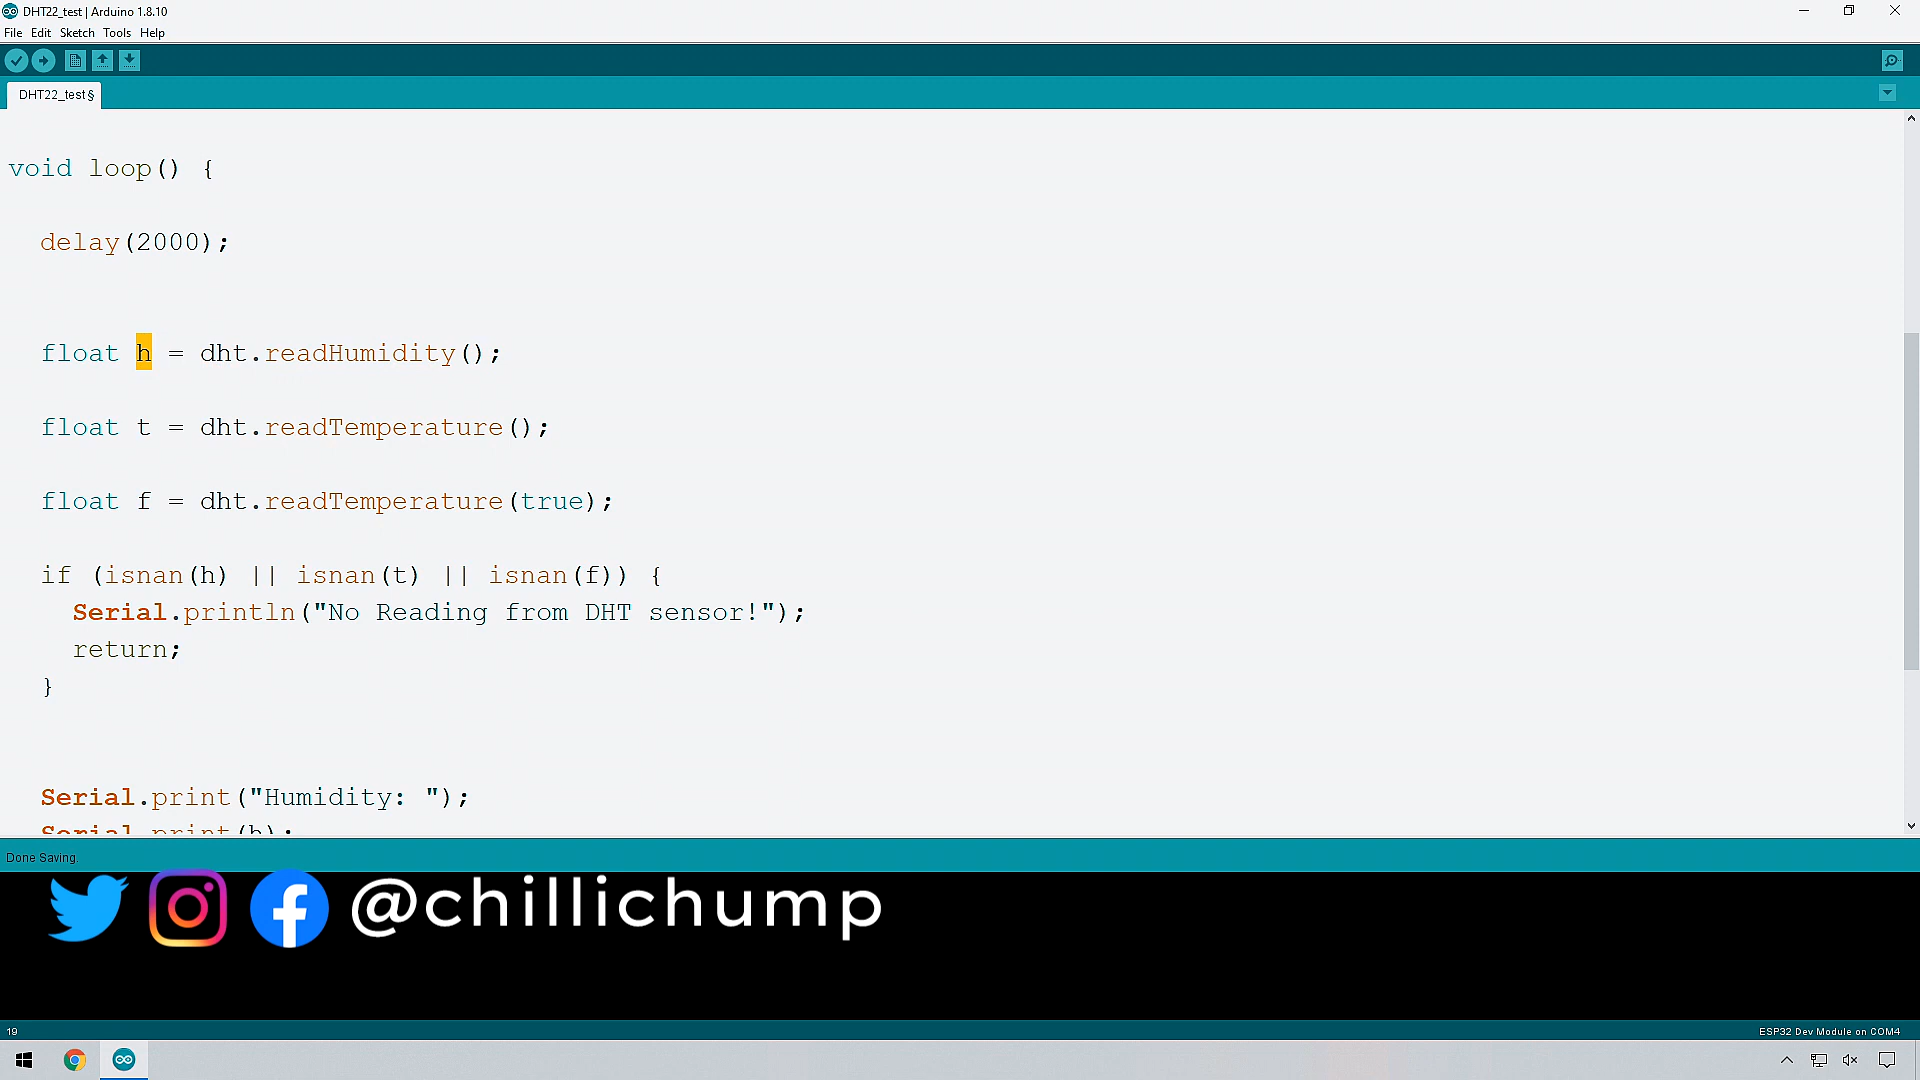 DHT22_test | Arduino 1.8.10
File Edit Sketch Tools Help
DHT22_test §
void loop() {
delay(2000);
float h = dht.readHumidity();
float t = dht.readTemperature();
float f = dht.readTemperature(true);
if (isnan(h) || isnan(t) || isnan(f)) {
Serial.println("No Reading from DHT sensor!");
return;
}
Serial.print("Humidity: ");
Serial.print(h);
Done Saving.
@chillichump
19
ESP32 Dev Module on COM4